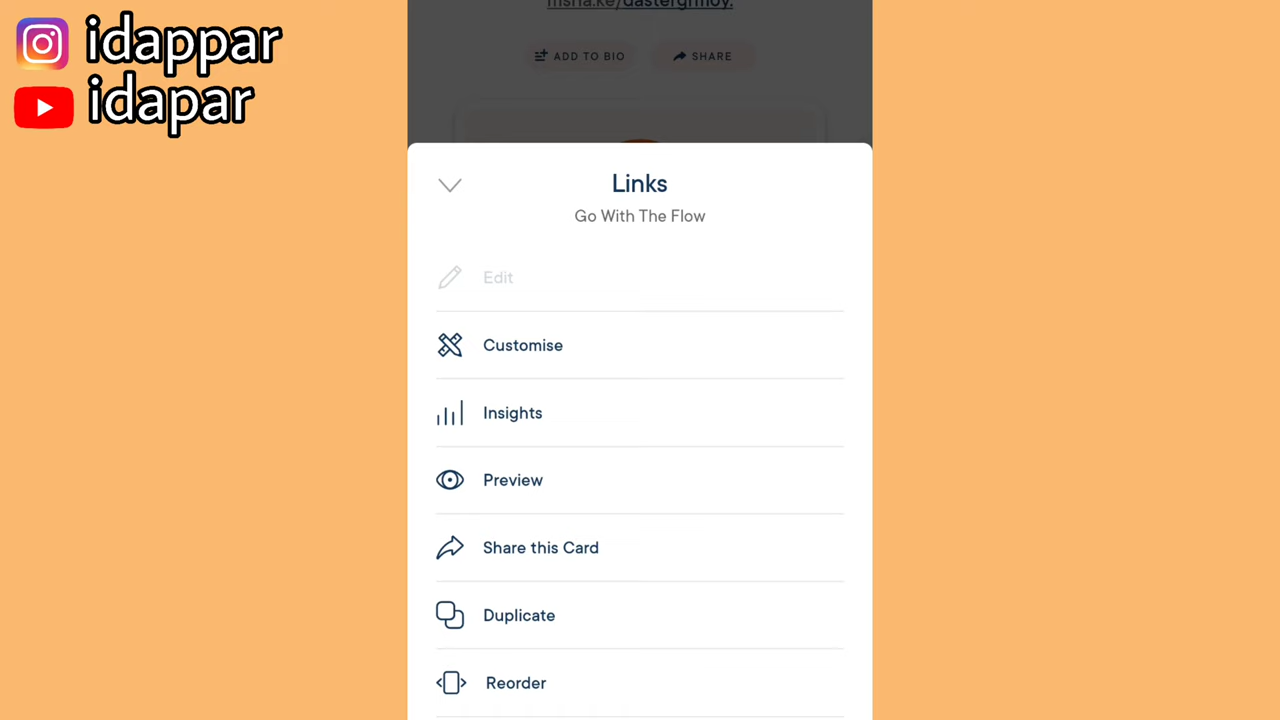 idappar
idapar
ADD TO BIO
SHARE
Links
Go With The Flow
Edit
Customise
Insights
Preview
Share this Card
Duplicate
Reorder